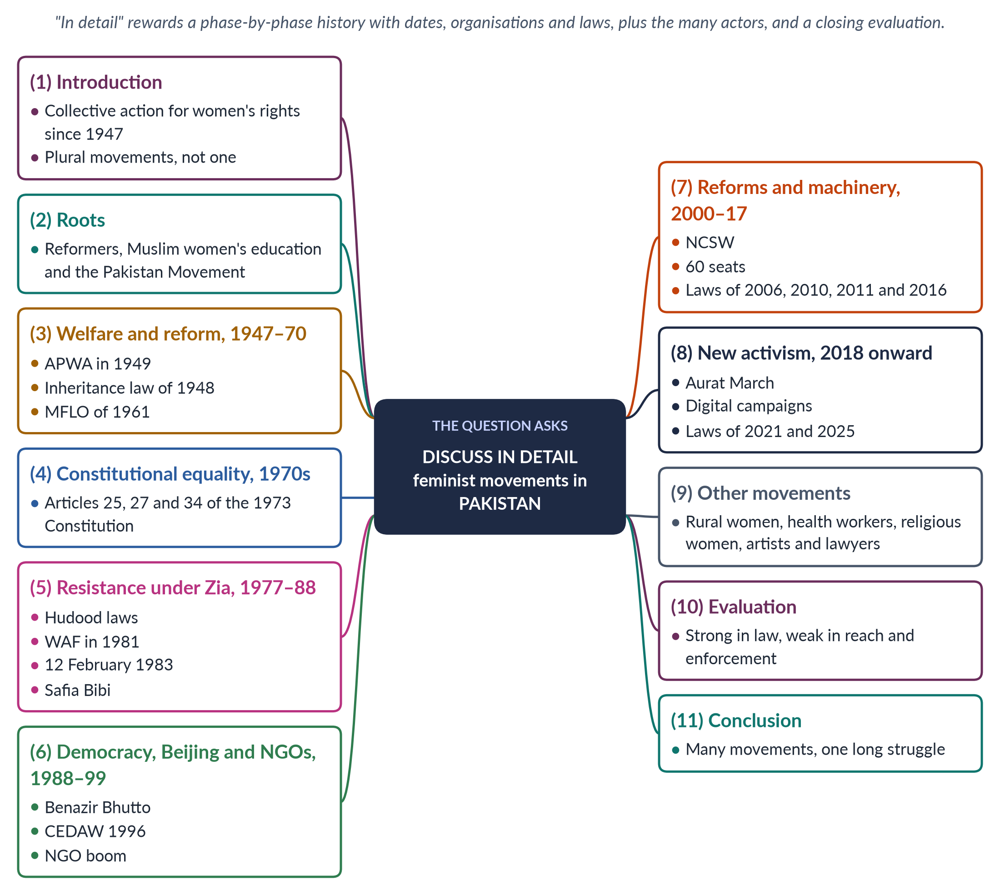 "In detail" rewards a phase-by-phase history with dates, organisations and laws, plus the many actors, and a closing evaluation.
(1) Introduction
• Collective action for women's rights
since 1947
• Plural movements, not one
(2) Roots
• Reformers, Muslim women's education
and the Pakistan Movement
(3) Welfare and reform, 1947–70
• APWA in 1949
• Inheritance law of 1948
• MFLO of 1961
(4) Constitutional equality, 1970s
• Articles 25, 27 and 34 of the 1973
Constitution
(5) Resistance under Zia, 1977–88
• Hudood laws
• WAF in 1981
• 12 February 1983
• Safia Bibi
(6) Democracy, Beijing and NGOs,
1988–99
• Benazir Bhutto
• CEDAW 1996
• NGO boom
THE QUESTION ASKS
DISCUSS IN DETAIL
feminist movements in
PAKISTAN
(7) Reforms and machinery,
2000–17
• NCSW
• 60 seats
• Laws of 2006, 2010, 2011 and 2016
(8) New activism, 2018 onward
• Aurat March
• Digital campaigns
• Laws of 2021 and 2025
(9) Other movements
• Rural women, health workers, religious
women, artists and lawyers
(10) Evaluation
• Strong in law, weak in reach and
enforcement
(11) Conclusion
• Many movements, one long struggle